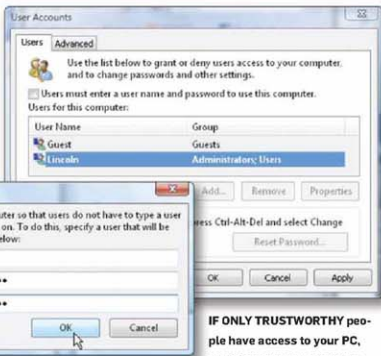 User Accounts
Users Advanced
Use the list below to grant or deny users access to your computer,
and to change passwords and other settings.
Users must enter a user name and password to use this computer.
Users for this computer:
User Name Group
Guest Guests
Lincoln Administrators; Users
Add... Remove Properties
uter so that users do not have to type a user
on. To do this, specify a user that will be
elow:
ress Ctrl-Alt-Del and select Change
Reset Password...
OK Cancel
OK Cancel Apply
IF ONLY TRUSTWORTHY peo-
ple have access to your PC,